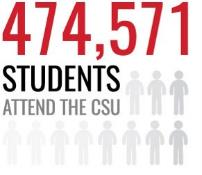 474,571
STUDENTS
ATTEND THE CSU